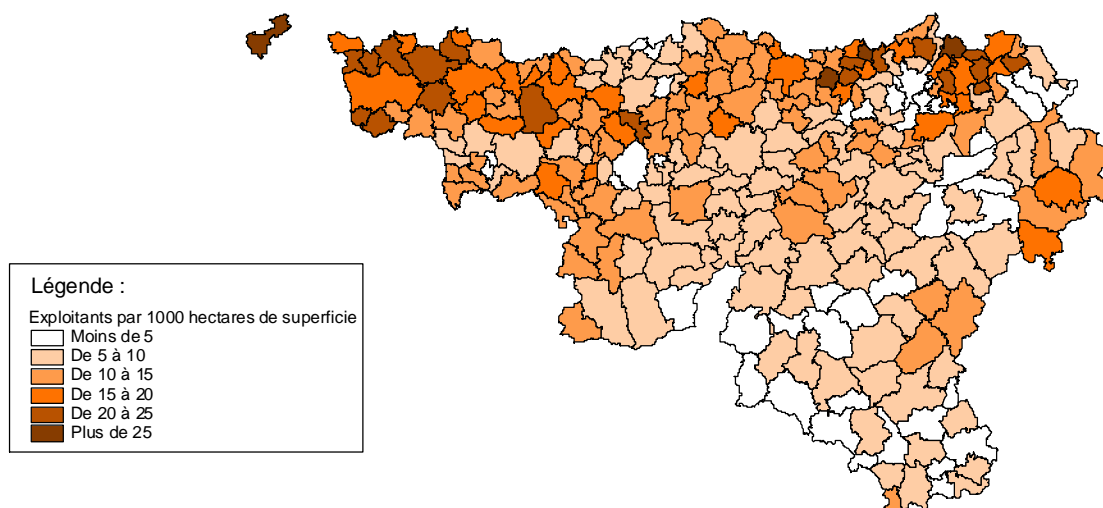 Légende :
Exploitants par 1000 hectares de superficie
Moins de 5
De 5 à 10
De 10 à 15
De 15 à 20
De 20 à 25
Plus de 25